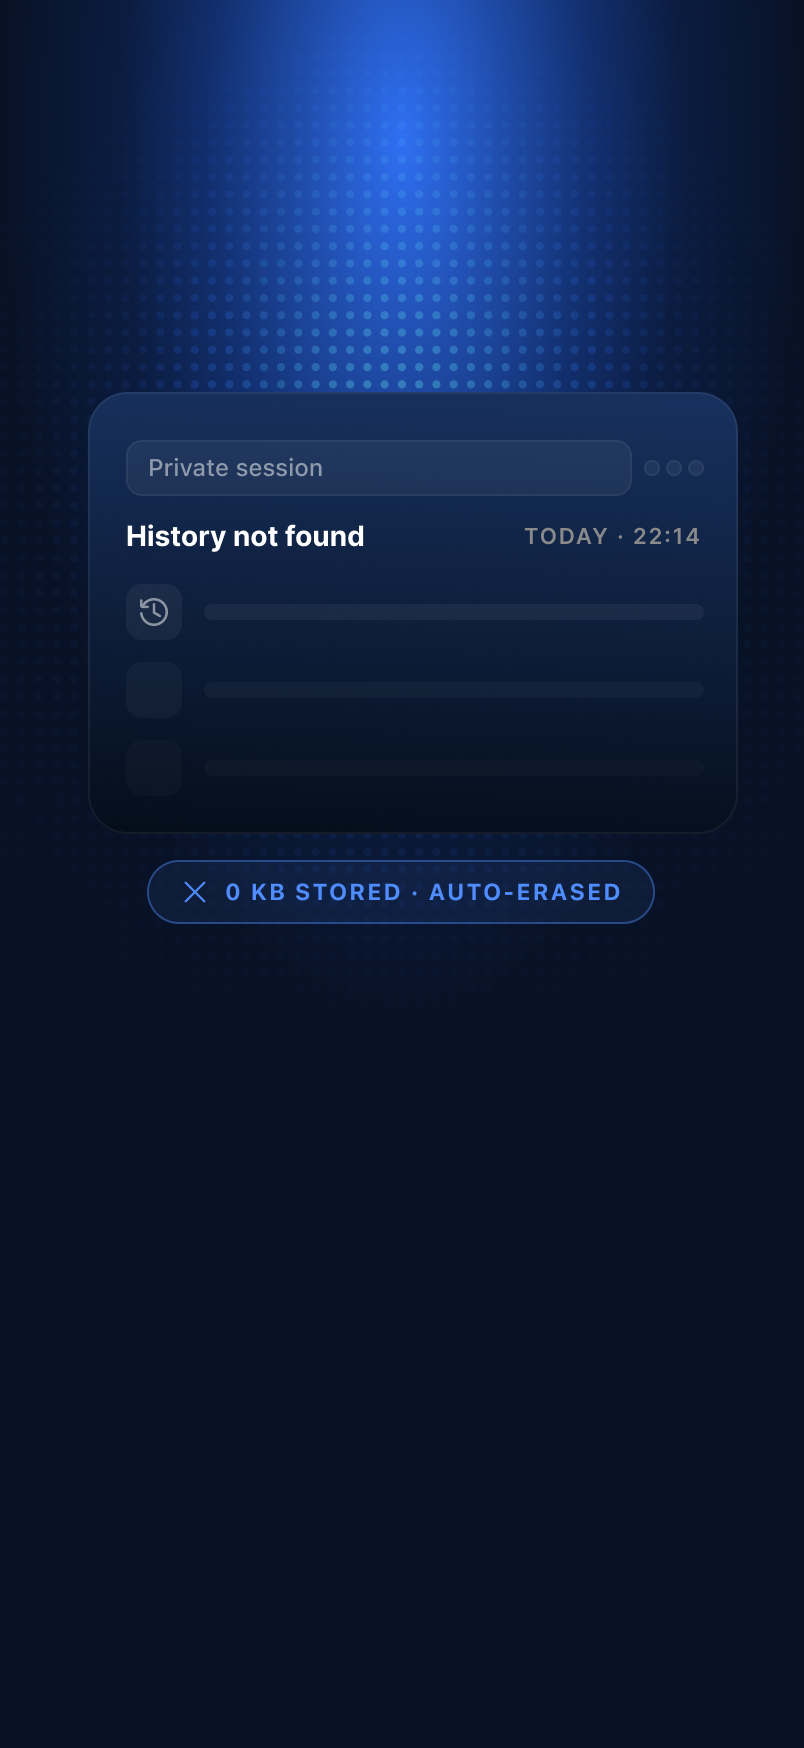 Private session
History not found
TODAY · 22:14
0 KB STORED · AUTO-ERASED